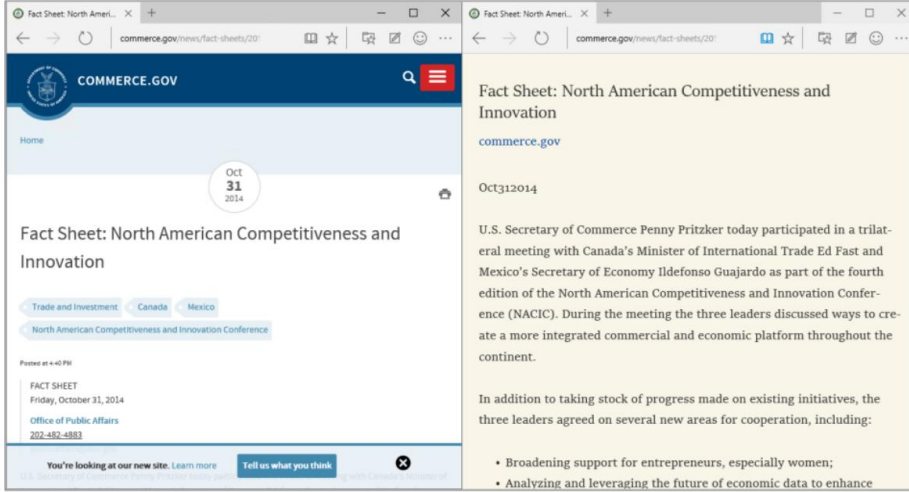 Fact Sheet: North Ameri...
commerce.gov/news/fact-sheets/20
COMMERCE.GOV
Home
Oct
31
2014
Fact Sheet: North American Competitiveness and
Innovation
Trade and Investment
Canada
Mexico
North American Competitiveness and Innovation Conference
Posted at 4:40 PM
FACT SHEET
Friday, October 31, 2014
Office of Public Affairs
202-482-4883
You're looking at our new site. Learn more
Tell us what you think
Fact Sheet: North Ameri...
commerce.gov/news/fact-sheets/20
Fact Sheet: North American Competitiveness and
Innovation
commerce.gov
Oct312014
U.S. Secretary of Commerce Penny Pritzker today participated in a trilat-
eral meeting with Canada's Minister of International Trade Ed Fast and
Mexico's Secretary of Economy Ildefonso Guajardo as part of the fourth
edition of the North American Competitiveness and Innovation Confer-
ence (NACIC). During the meeting the three leaders discussed ways to cre-
ate a more integrated commercial and economic platform throughout the
continent.
In addition to taking stock of progress made on existing initiatives, the
three leaders agreed on several new areas for cooperation, including:
• Broadening support for entrepreneurs, especially women;
• Analyzing and leveraging the future of economic data to enhance